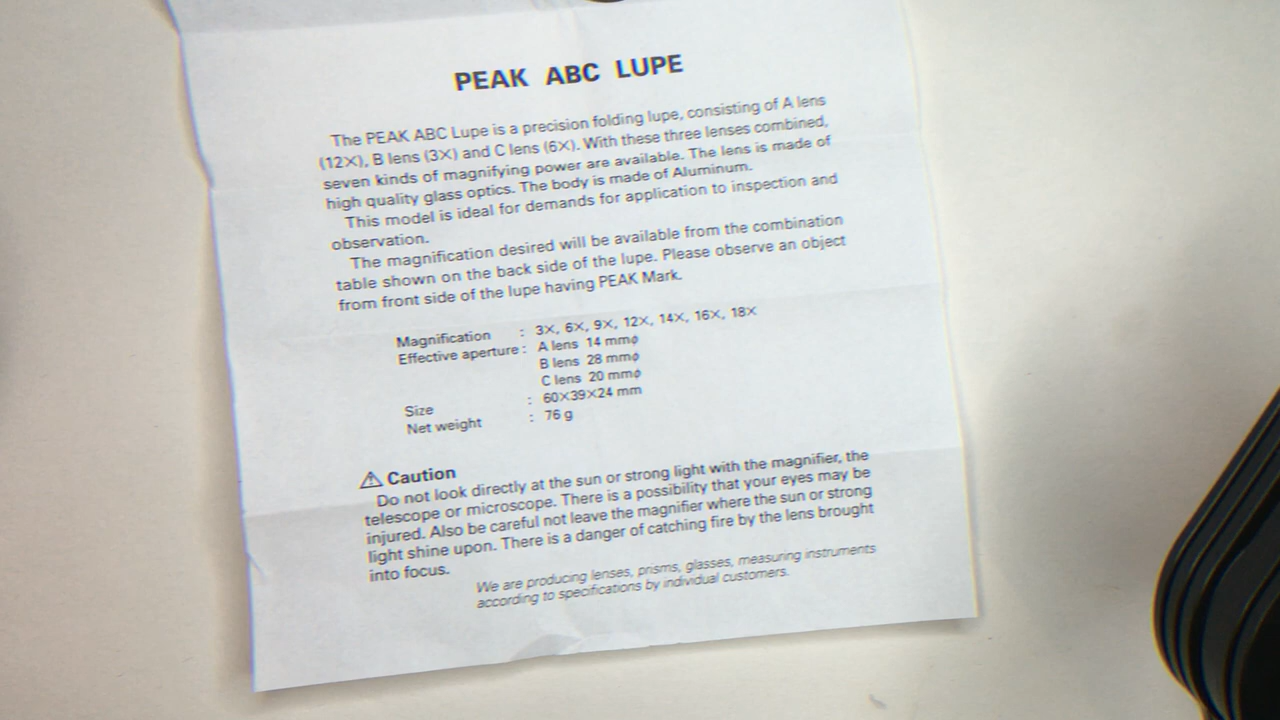 PEAK ABC LUPE
The PEAK ABC Lupe is a precision folding lupe, consisting of A lens
(12×), B lens (3×) and C lens (6×). With these three lenses combined,
seven kinds of magnifying power are available. The lens is made of
high quality glass optics. The body is made of Aluminum.
This model is ideal for demands for application to inspection and
observation.
The magnification desired will be available from the combination
table shown on the back side of the lupe. Please observe an object
from front side of the lupe having PEAK Mark.
Magnification : 3×, 6×, 9×, 12×, 14×, 16×, 18×
Effective aperture : A lens 14 mmφ
B lens 28 mmφ
C lens 20 mmφ
Size : 60×39×24 mm
Net weight : 76 g
⚠ Caution
Do not look directly at the sun or strong light with the magnifier, the
telescope or microscope. There is a possibility that your eyes may be
injured. Also be careful not leave the magnifier where the sun or strong
light shine upon. There is a danger of catching fire by the lens brought
into focus.
We are producing lenses, prisms, glasses, measuring instruments
according to specifications by individual customers.